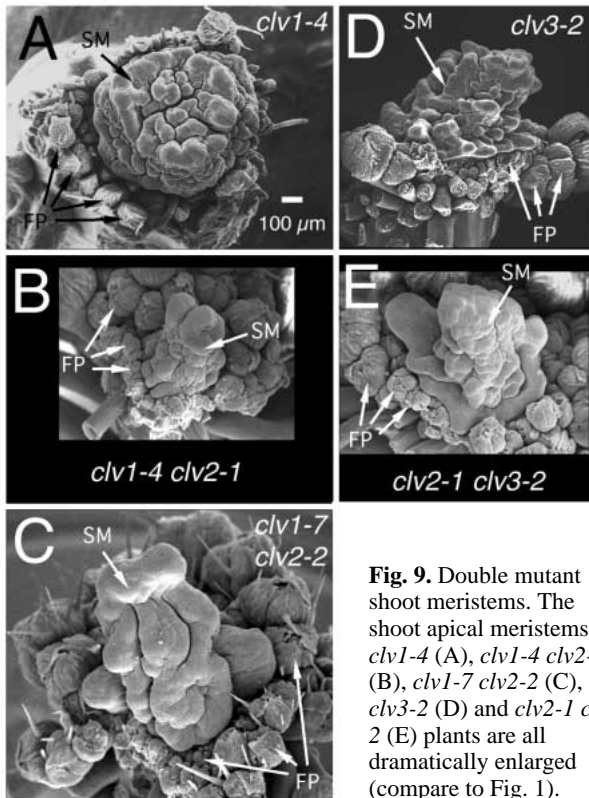 A
SM
clv1-4
FP
100 µm
B
FP
SM
clv1-4 clv2-1
C
SM
clv1-7
clv2-2
FP
D
clv3-2
SM
FP
E
SM
FP
clv2-1 clv3-2
Fig. 9. Double mutant
shoot meristems. The
shoot apical meristems
clv1-4 (A), clv1-4 clv2-
(B), clv1-7 clv2-2 (C),
clv3-2 (D) and clv2-1 c
2 (E) plants are all
dramatically enlarged
(compare to Fig. 1).